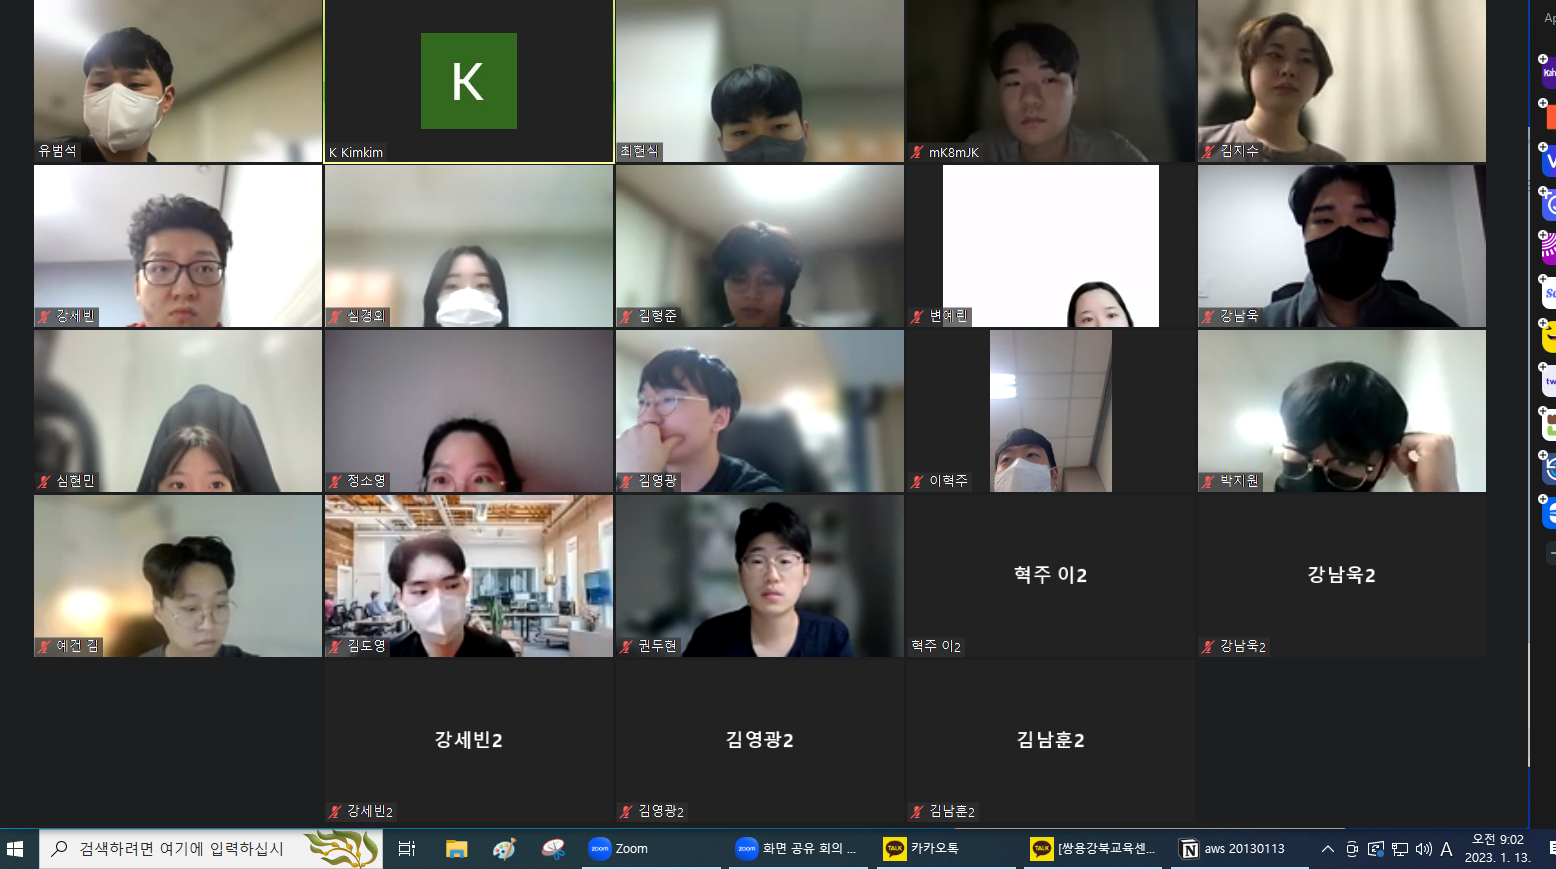 K
유범석
K Kimkim
최현식
mK8mJK
김지수
강세빈
심경외
김형준
변예린
강남욱
심현민
정소영
김영광
이혁주
박지원
예건 김
김도영
권두현
혁주 이2
혁주 이2
강남욱2
강남욱2
강세빈2
강세빈2
김영광2
김영광2
김남훈2
김남훈2
검색하려면 여기에 입력하십시
zoom
Zoom
zoom
화면 공유 회의 ...
TALK
카카오톡
TALK
[쌍용강북교육센...
aws 20130113
A
오전 9:02
2023. 1. 13.